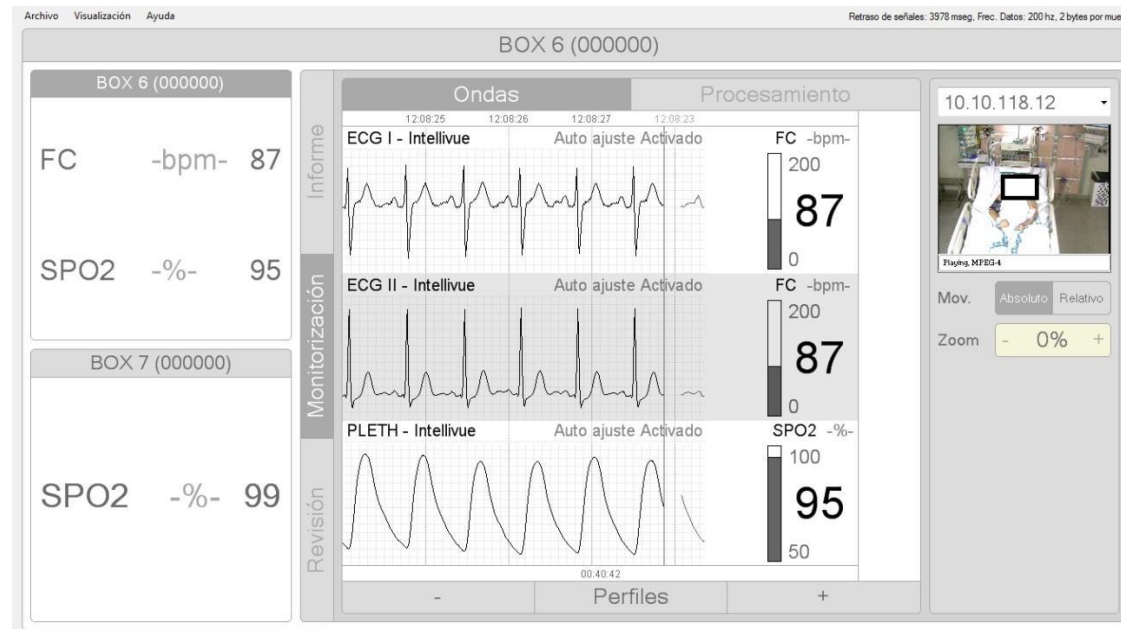 Archivo Visualización Ayuda
Retraso de señales: 3978 mseg, Frec. Datos: 200 hz, 2 bytes por mue
BOX 6 (000000)
BOX 6 (000000)
FC -bpm- 87
SPO2 -%- 95
BOX 7 (000000)
SPO2 -%- 99
Informe
Monitorización
Revisión
Ondas Procesamiento
12:08:25 12:08:26 12:08:27 12:08:23
ECG I - Intellivue Auto ajuste Activado FC -bpm-
200
87
0
ECG II - Intellivue Auto ajuste Activado FC -bpm-
200
87
0
PLETH - Intellivue Auto ajuste Activado SPO2 -%-
100
95
50
00:40:42
- Perfiles +
10.10.118.12
Playing, MPEG-4
Mov. Absoluto Relativo
Zoom - 0% +